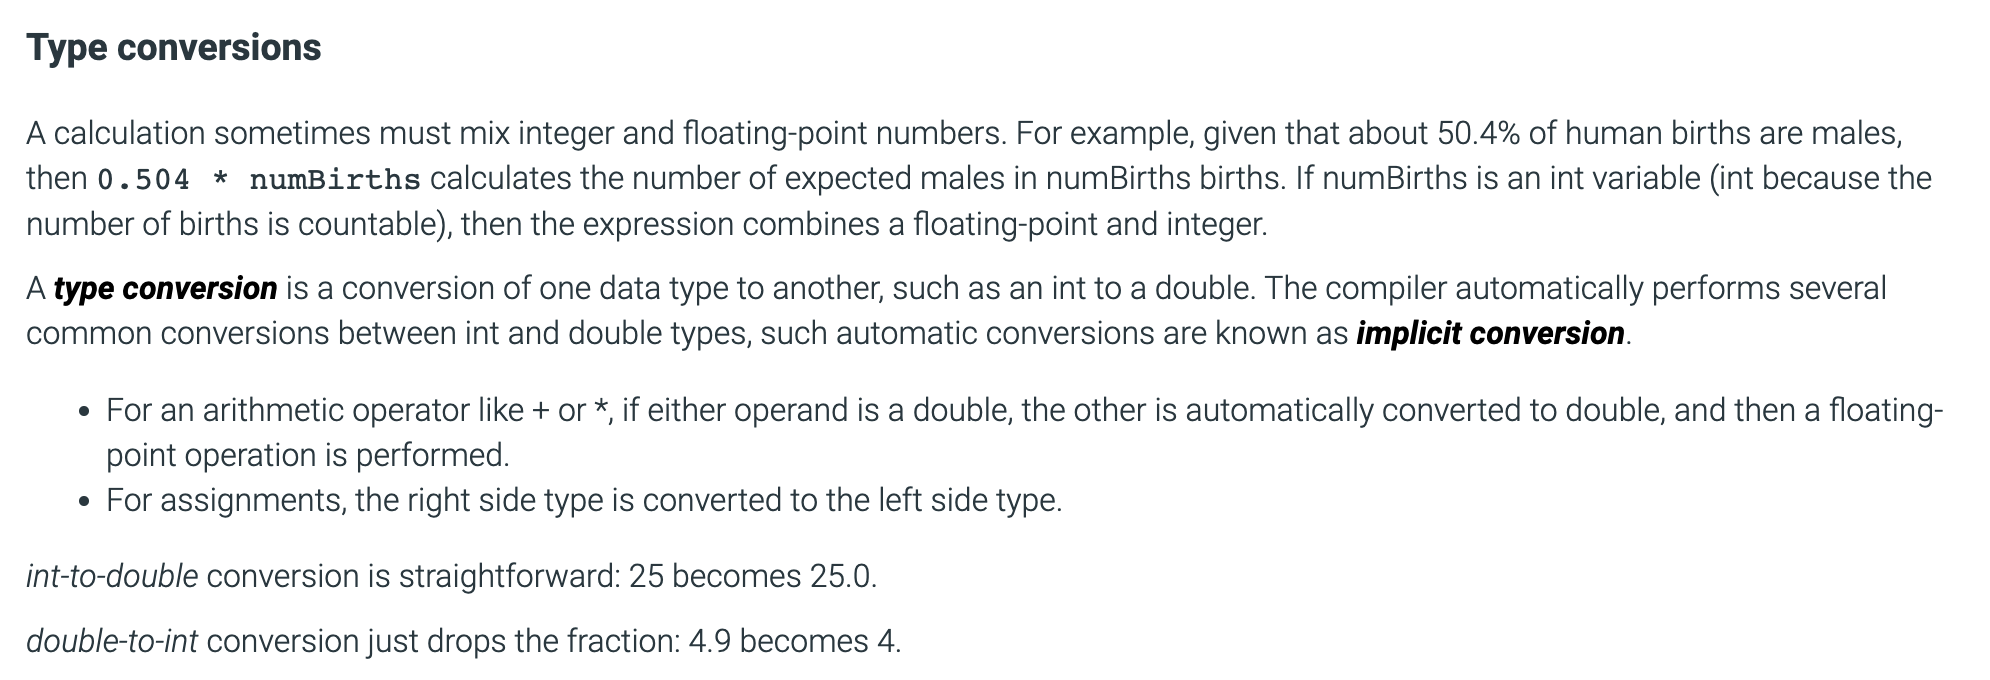 Type conversions
A calculation sometimes must mix integer and floating-point numbers. For example, given that about 50.4% of human births are males,
then 0.504 * numBirths calculates the number of expected males in numBirths births. If numBirths is an int variable (int because the
number of births is countable), then the expression combines a floating-point and integer.
A type conversion is a conversion of one data type to another, such as an int to a double. The compiler automatically performs several
common conversions between int and double types, such automatic conversions are known as implicit conversion.
• For an arithmetic operator like + or *, if either operand is a double, the other is automatically converted to double, and then a floating-
point operation is performed.
• For assignments, the right side type is converted to the left side type.
int-to-double conversion is straightforward: 25 becomes 25.0.
double-to-int conversion just drops the fraction: 4.9 becomes 4.